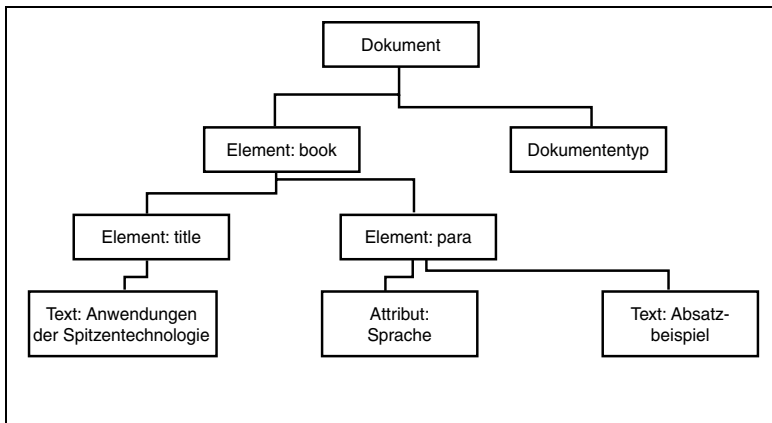 Dokument
Element: book
Dokumententyp
Element: title
Element: para
Text: Anwendungen
der Spitzentechnologie
Attribut:
Sprache
Text: Absatz-
beispiel